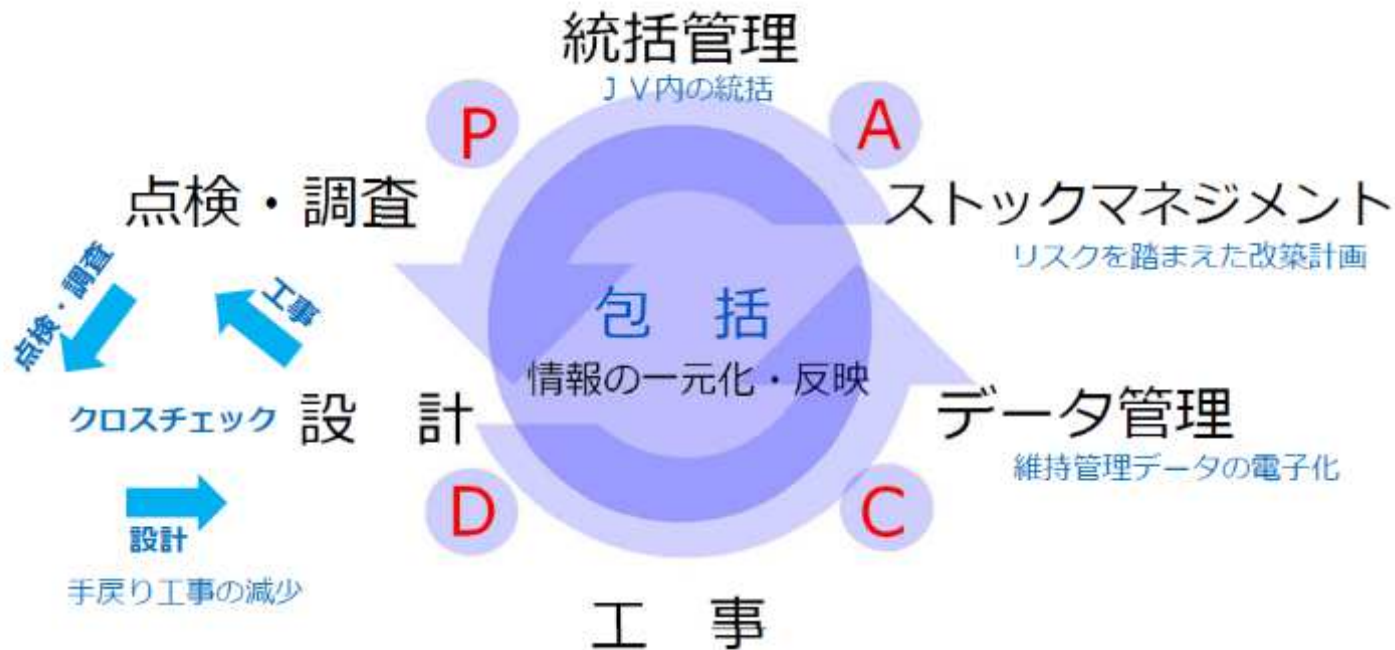 統括管理
JV内の統括
P
A
点検・調査
ストックマネジメント
リスクを踏まえた改築計画
点検・調査
工事
包 括
情報の一元化・反映
クロスチェック
設 計
データ管理
維持管理データの電子化
D
C
設計
手戻り工事の減少
工 事